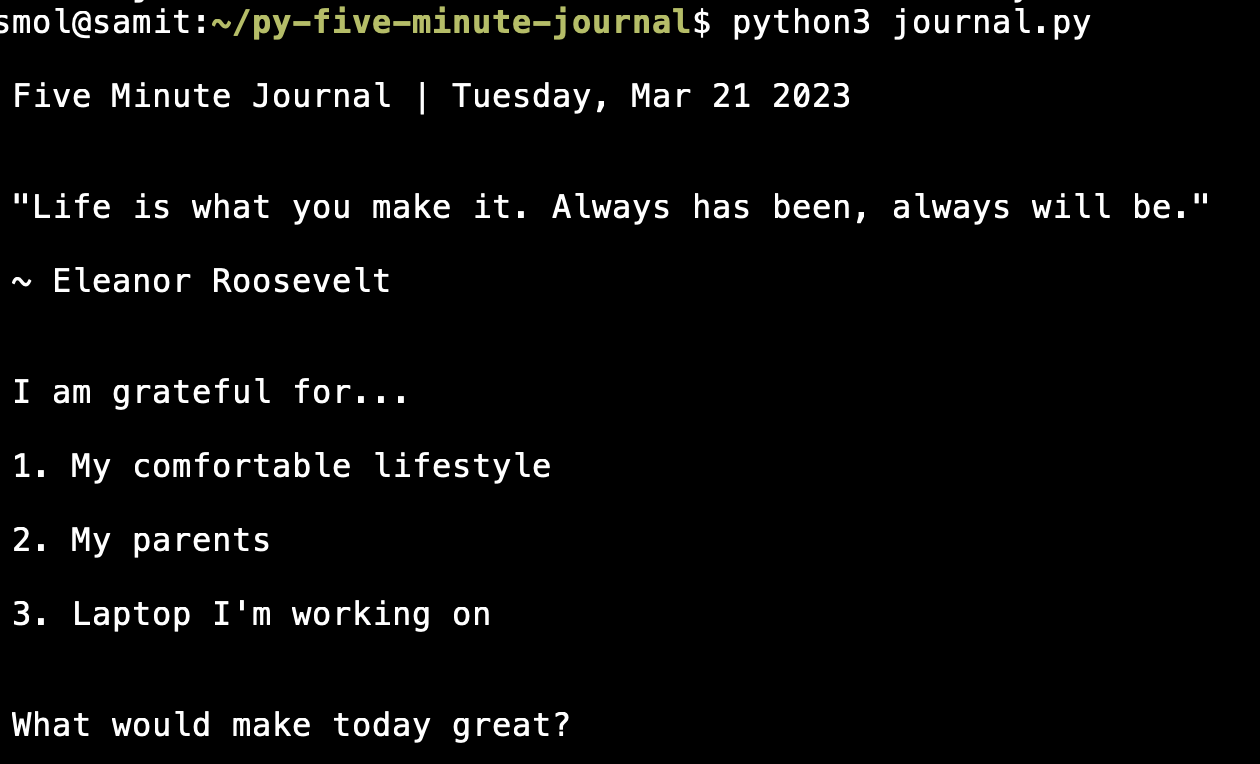 smol@samit:~/py-five-minute-journal$ python3 journal.py
Five Minute Journal | Tuesday, Mar 21 2023
"Life is what you make it. Always has been, always will be."
~ Eleanor Roosevelt
I am grateful for...
1. My comfortable lifestyle
2. My parents
3. Laptop I'm working on
What would make today great?